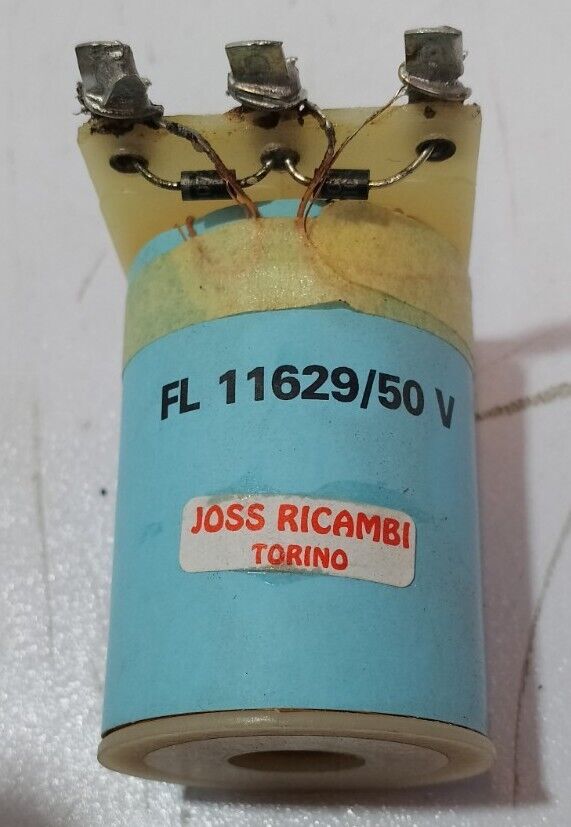 FL 11629/50 V
JOSS RICAMBI
TORINO